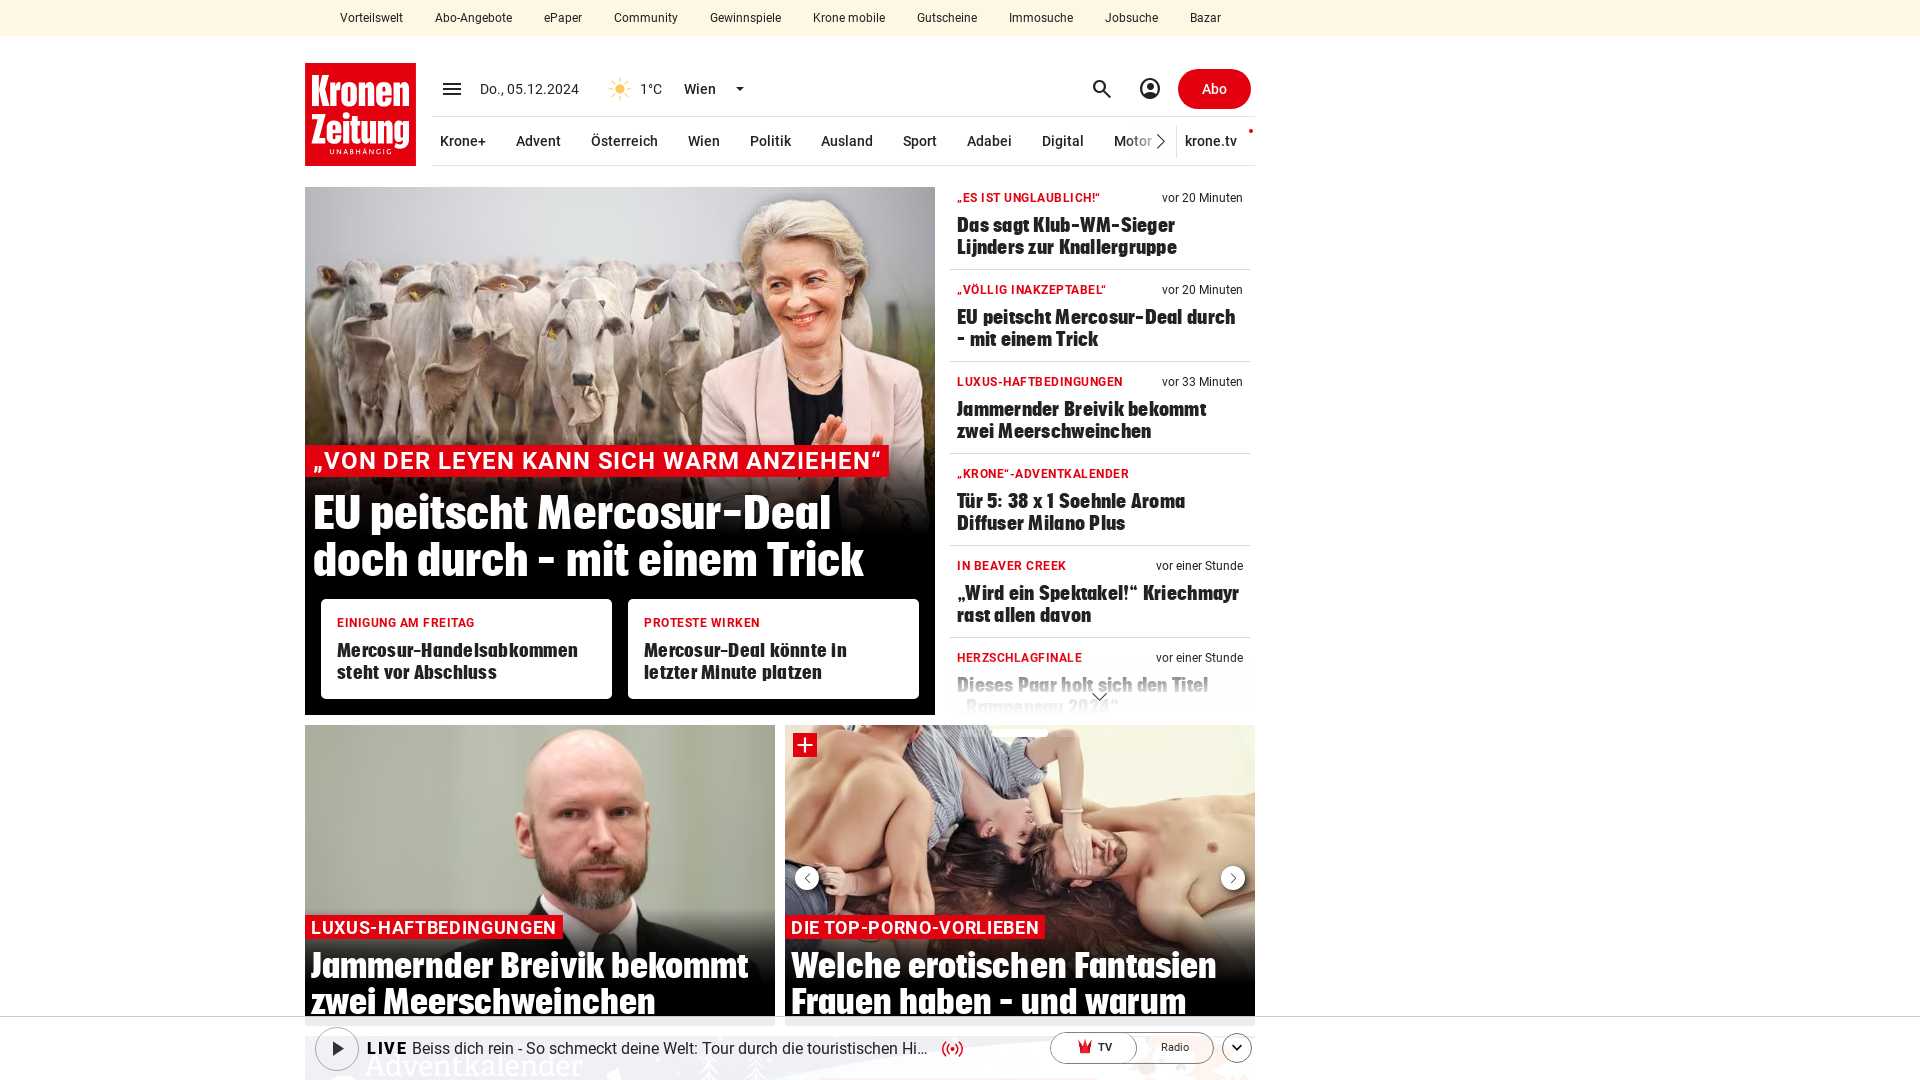 Vorteilswelt
Abo-Angebote
ePaper
Community
Gewinnspiele
Krone mobile
Gutscheine
Immosuche
Jobsuche
Bazar
Kronen
Zeitung
UNABHÄNGIG
Do., 05.12.2024
1°C
Wien
Abo
Krone+
Advent
Österreich
Wien
Politik
Ausland
Sport
Adabei
Digital
Motor
krone.tv
„VON DER LEYEN KANN SICH WARM ANZIEHEN“
EU peitscht Mercosur-Deal
doch durch – mit einem Trick
EINIGUNG AM FREITAG
Mercosur-Handelsabkommen
steht vor Abschluss
PROTESTE WIRKEN
Mercosur-Deal könnte in
letzter Minute platzen
„ES IST UNGLAUBLICH!“
vor 20 Minuten
Das sagt Klub-WM-Sieger
Lijnders zur Knallergruppe
„VÖLLIG INAKZEPTABEL“
vor 20 Minuten
EU peitscht Mercosur-Deal durch
– mit einem Trick
LUXUS-HAFTBEDINGUNGEN
vor 33 Minuten
Jammernder Breivik bekommt
zwei Meerschweinchen
„KRONE“-ADVENTKALENDER
Tür 5: 38 x 1 Soehnle Aroma
Diffuser Milano Plus
IN BEAVER CREEK
vor einer Stunde
„Wird ein Spektakel!“ Kriechmayr
rast allen davon
HERZSCHLAGFINALE
vor einer Stunde
Dieses Paar holt sich den Titel
„Rampensau 2024“
LUXUS-HAFTBEDINGUNGEN
Jammernder Breivik bekommt
zwei Meerschweinchen
DIE TOP-PORNO-VORLIEBEN
Welche erotischen Fantasien
Frauen haben – und warum
LIVE Beiss dich rein - So schmeckt deine Welt: Tour durch die touristischen Hi...
TV
Radio
Adventkalender